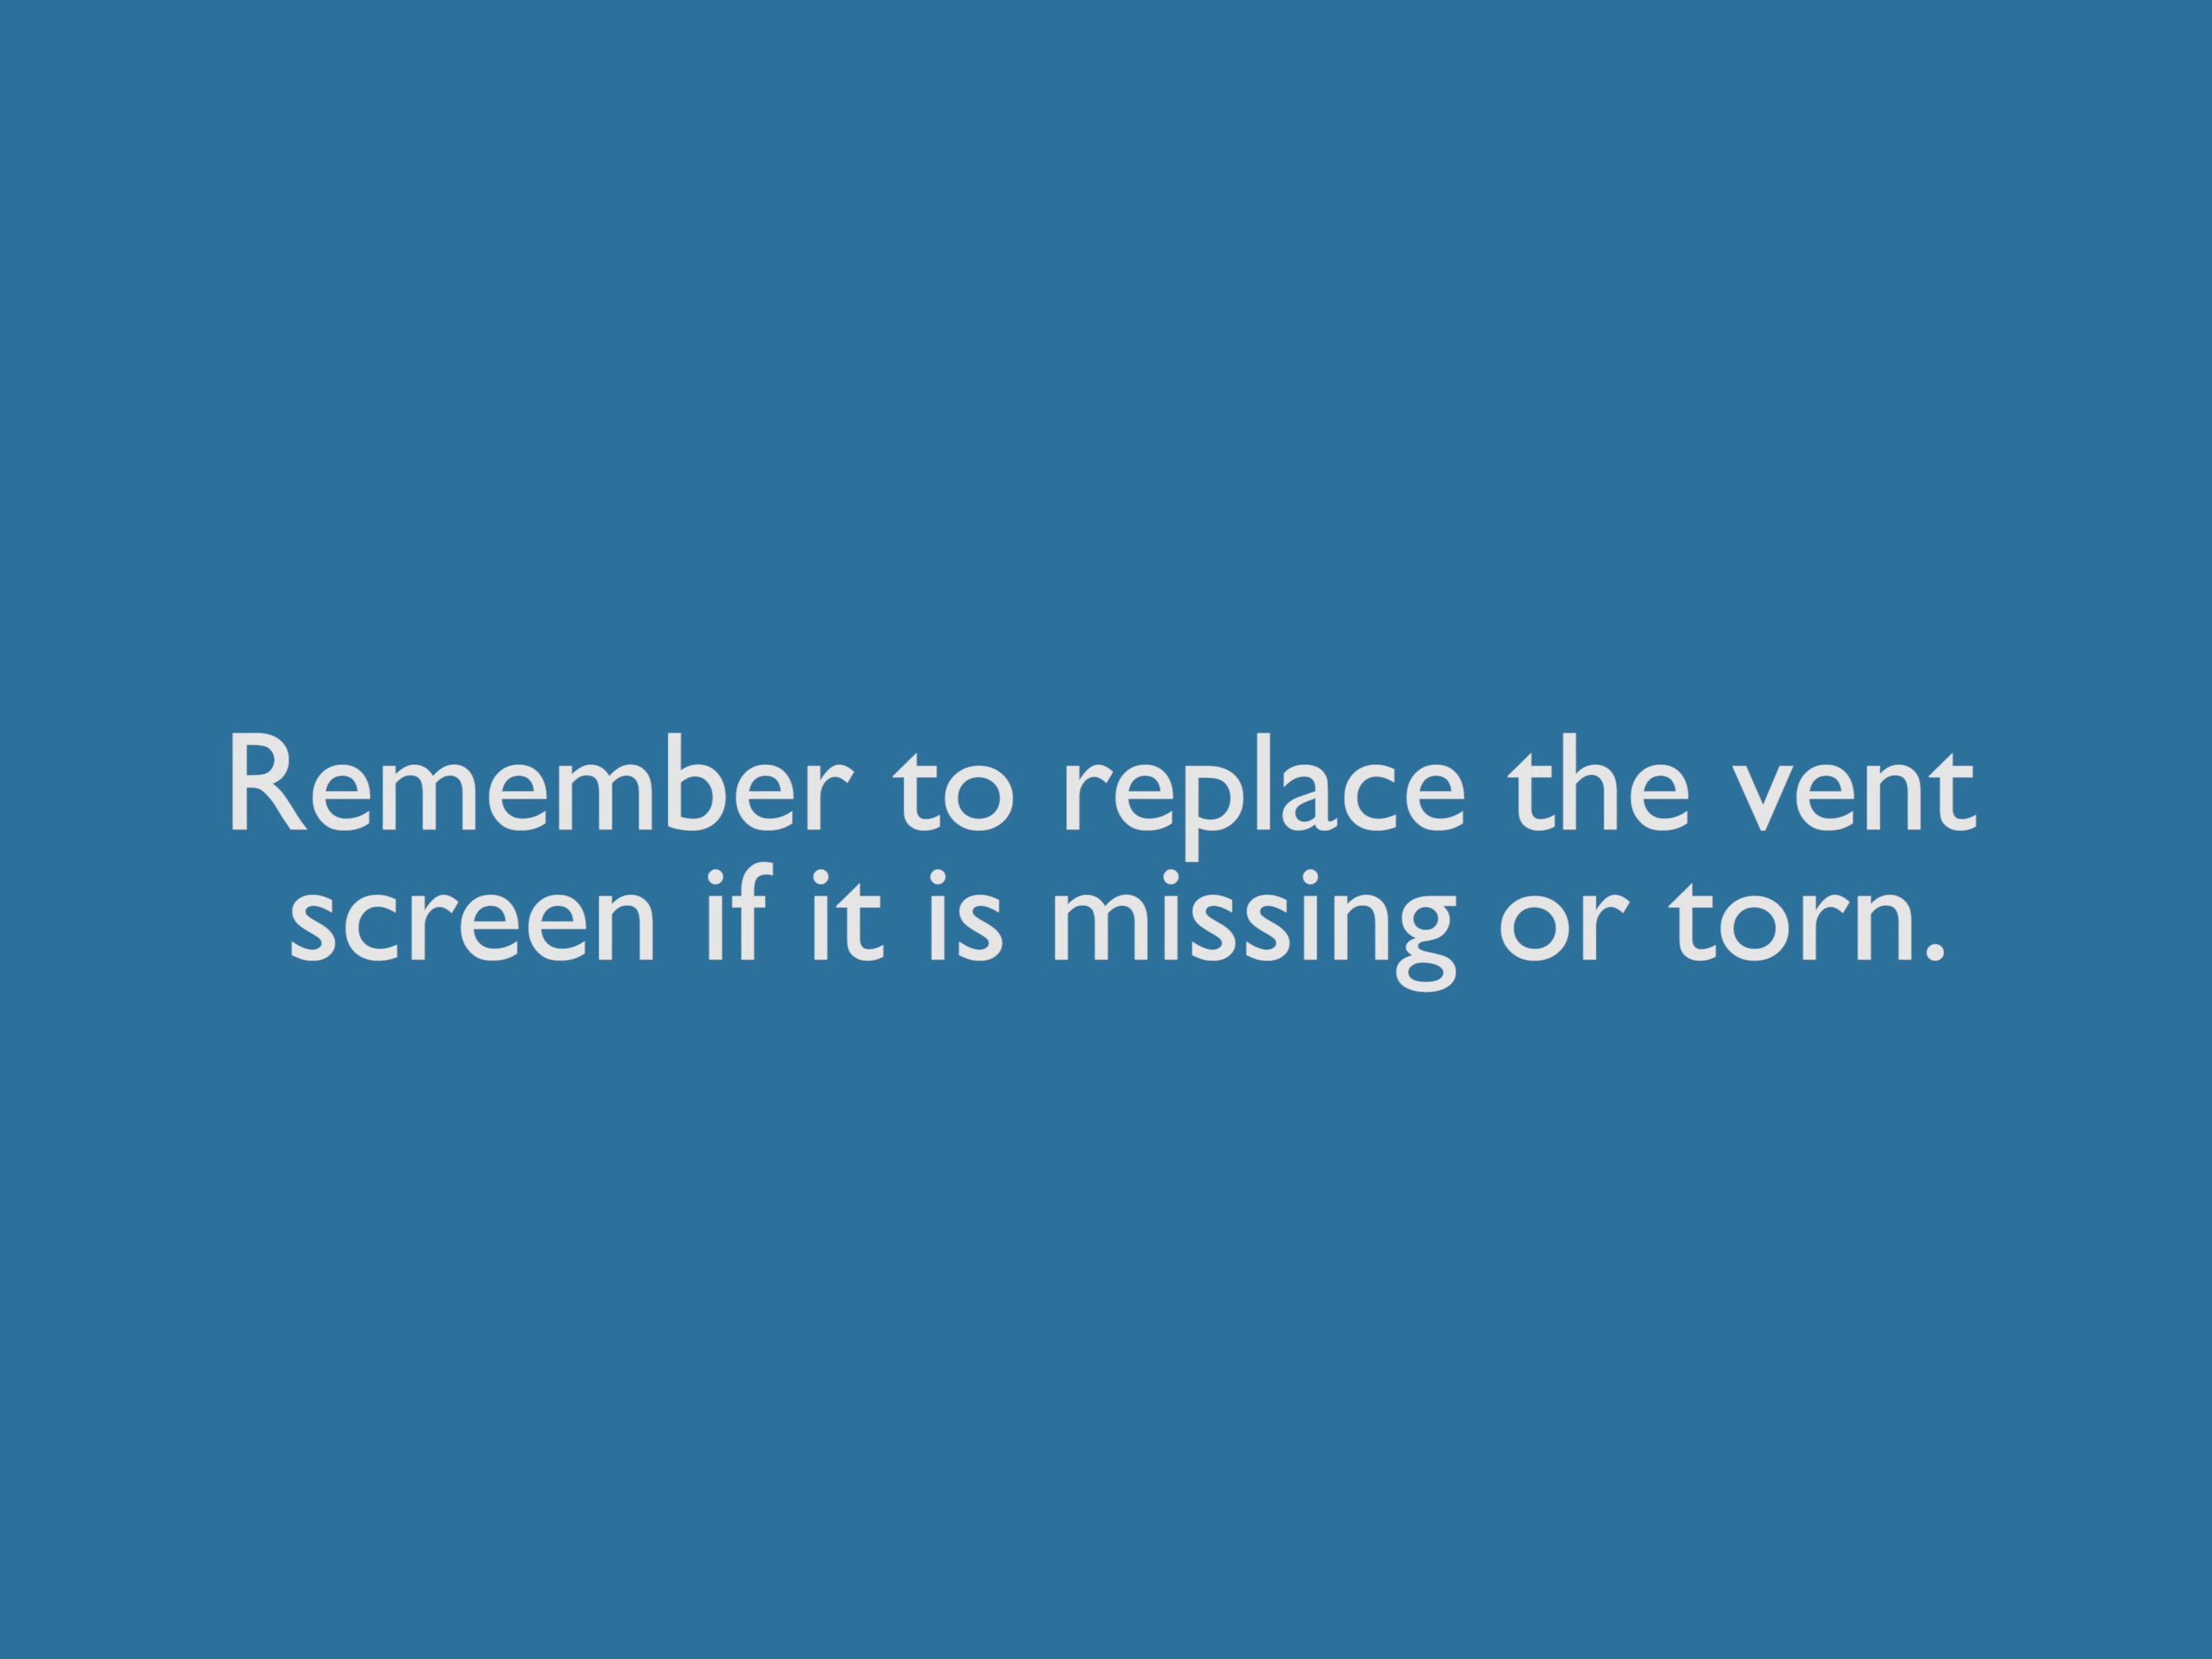 Remember to replace the vent
screen if it is missing or torn.